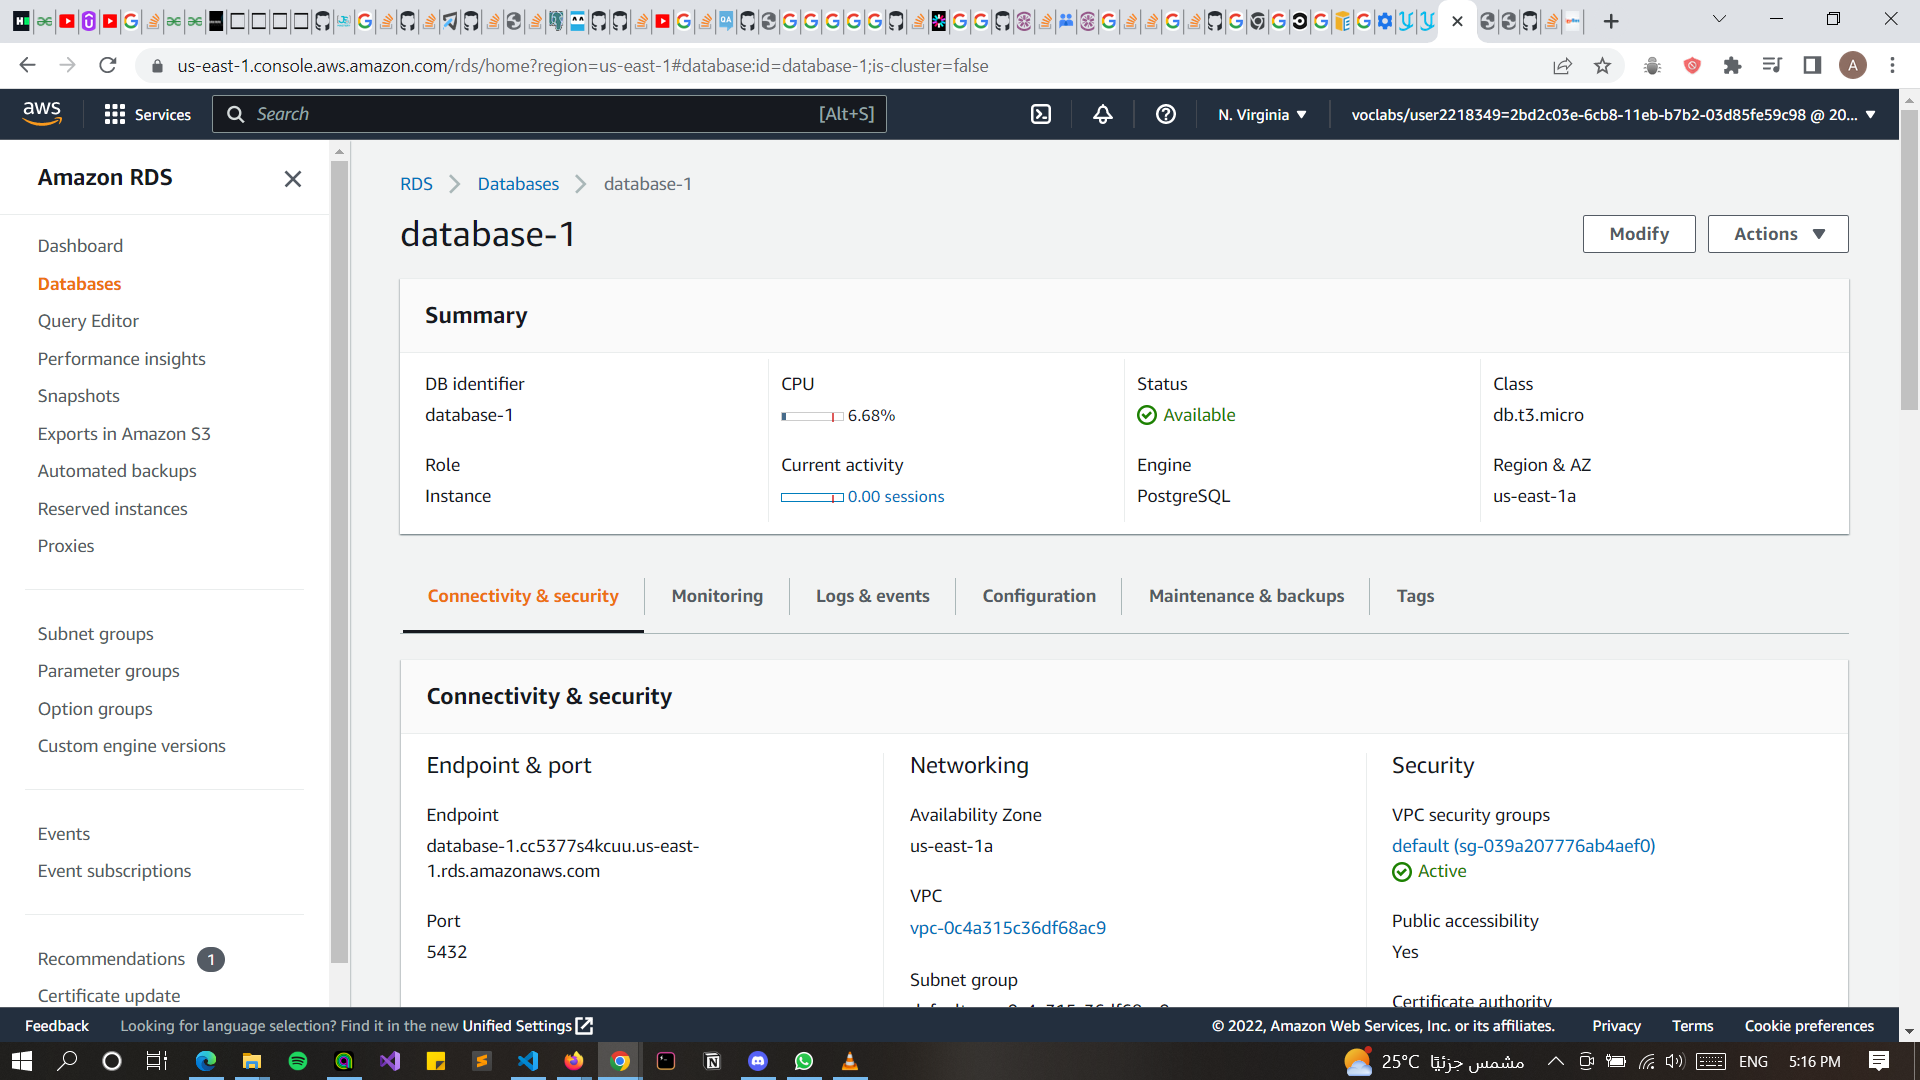 us-east-1.console.aws.amazon.com/rds/home?region=us-east-1#database:id=database-1;is-cluster=false
A
aws
Services
Search
[Alt+S]
N. Virginia
voclabs/user2218349=2bd2c03e-6cb8-11eb-b7b2-03d85fe59c98 @ 20...
Amazon RDS
Dashboard
Databases
Query Editor
Performance insights
Snapshots
Exports in Amazon S3
Automated backups
Reserved instances
Proxies
Subnet groups
Parameter groups
Option groups
Custom engine versions
Events
Event subscriptions
Recommendations 1
Certificate update
RDS
Databases
database-1
database-1
Modify
Actions
Summary
DB identifier
database-1
CPU
6.68%
Status
Available
Class
db.t3.micro
Role
Instance
Current activity
0.00 sessions
Engine
PostgreSQL
Region & AZ
us-east-1a
Connectivity & security
Monitoring
Logs & events
Configuration
Maintenance & backups
Tags
Connectivity & security
Endpoint & port
Endpoint
database-1.cc5377s4kcuu.us-east-
1.rds.amazonaws.com
Port
5432
Networking
Availability Zone
us-east-1a
VPC
vpc-0c4a315c36df68ac9
Subnet group
Security
VPC security groups
default (sg-039a207776ab4aef0)
Active
Public accessibility
Yes
Certificate authority
Feedback
Looking for language selection? Find it in the new Unified Settings
© 2022, Amazon Web Services, Inc. or its affiliates.
Privacy
Terms
Cookie preferences
25°C
مشمس جزئيًا
ENG
5:16 PM